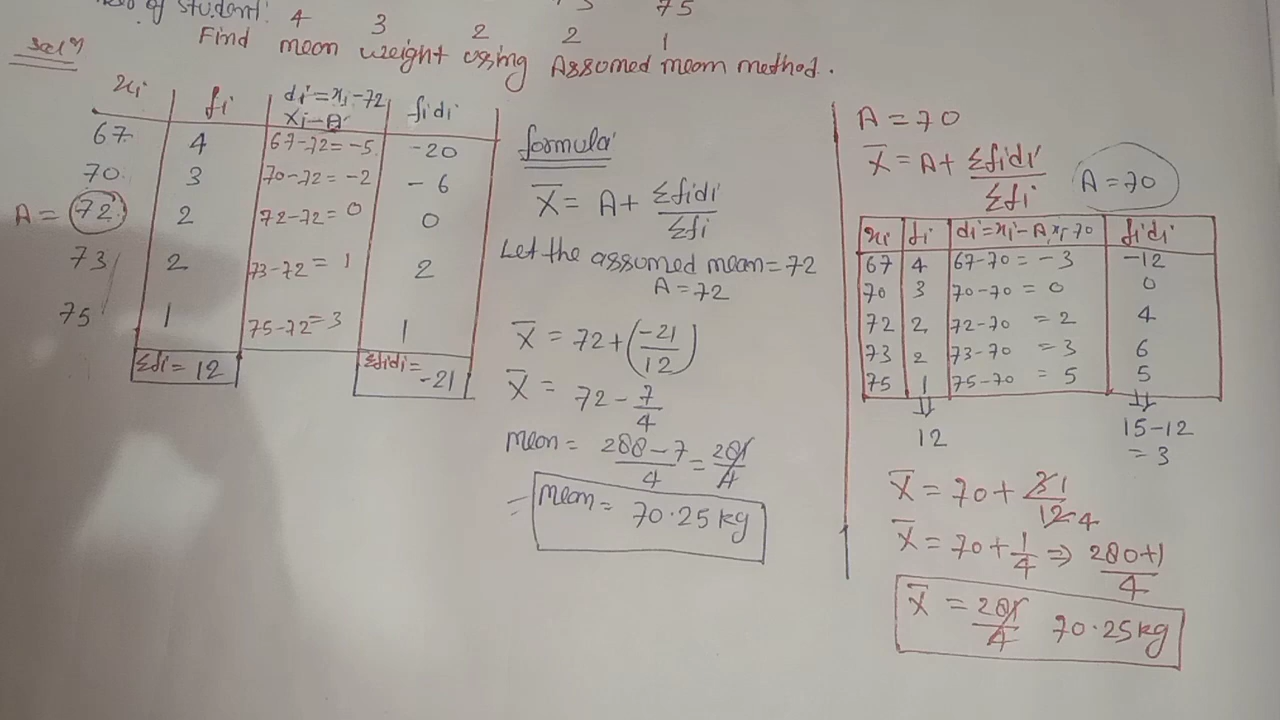 of Student: 4 3 2 2 1
75
Find mean weight using Assumed mean method.
Solⁿ
xi fi di = xi - 72 fidi
xi - A
67 4 67-72 = -5 -20
70 3 70-72 = -2 - 6
A = 72 2 72-72 = 0 0
73 2 73-72 = 1 2
75 1 75-72 = 3 1
Σfi = 12 Σfidi = -21
formula
X̄ = A + Σfidi / Σfi
Let the assumed mean = 72
A = 72
X̄ = 72 + (-21/12)
X̄ = 72 - 7/4
mean = 288 - 7 / 4 = 281/4
= mean = 70.25 kg
A = 70
X̄ = A + Σfidi / Σfi
A = 70
xi fi di = xi - A, xi - 70 fidi
67 4 67-70 = - 3 -12
70 3 70-70 = 0 0
72 2 72-70 = 2 4
73 2 73-70 = 3 6
75 1 75-70 = 5 5
⇓ ⇓
12 15-12
= 3
X̄ = 70 + 3 1 / 12 4
X̄ = 70 + 1/4 ⇒ 280+1 / 4
X̄ = 281/4 70.25 kg